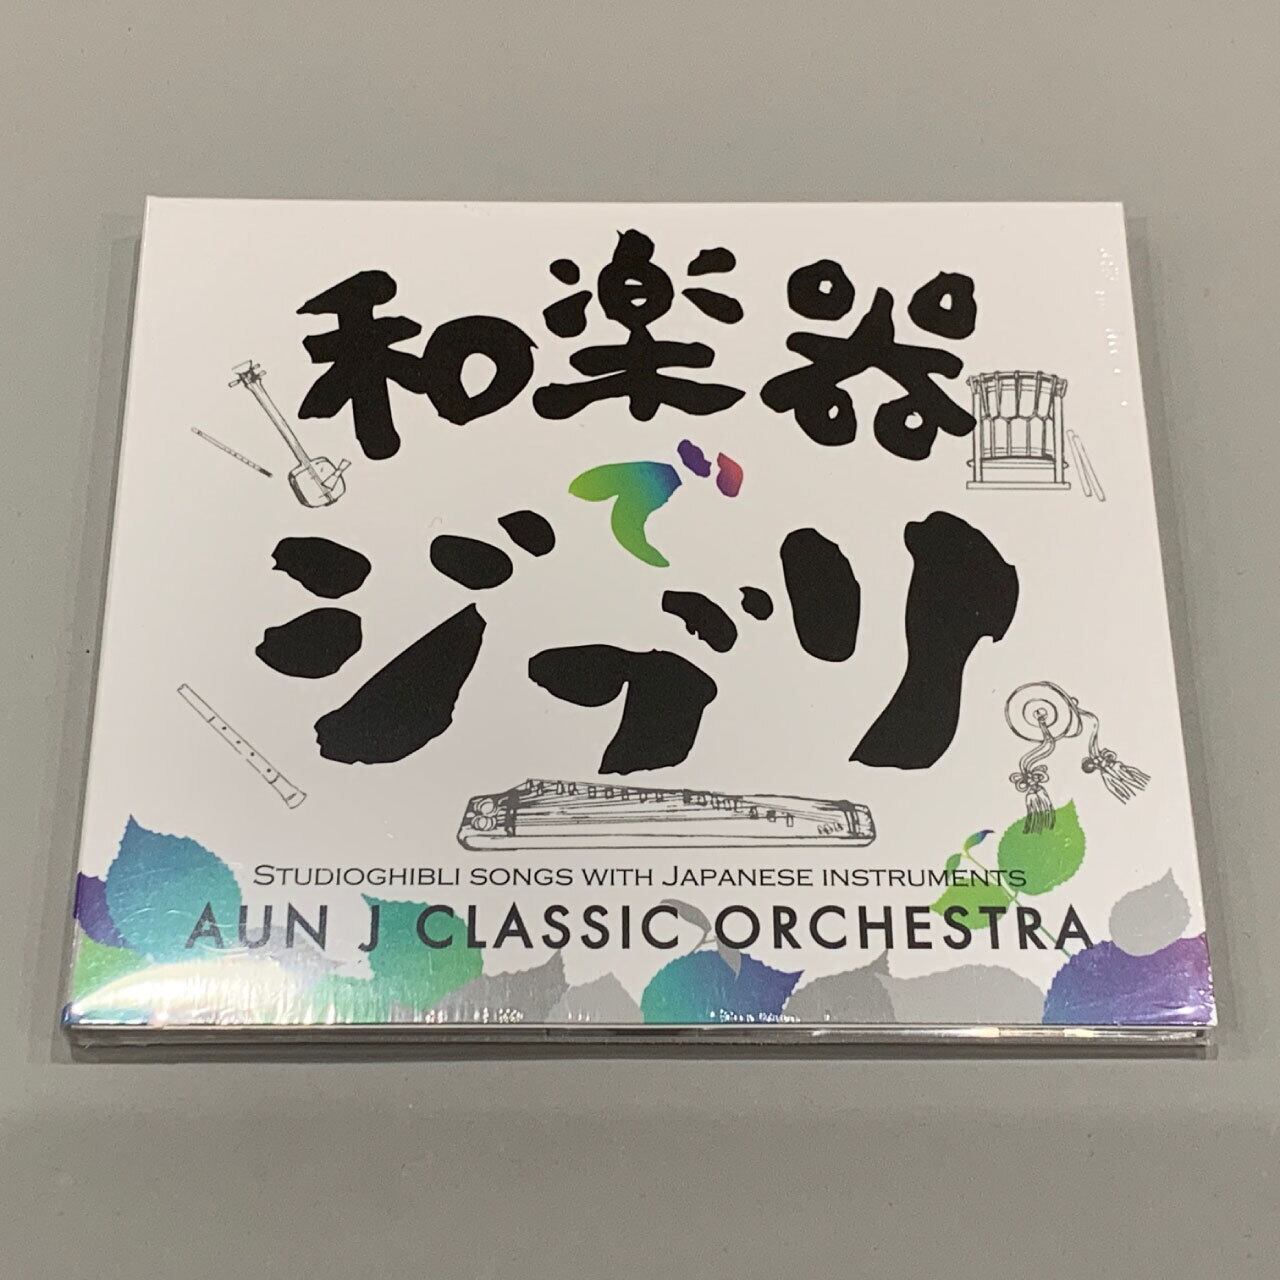 和楽器
で
ジブリ
STUDIOGHIBLI SONGS WITH JAPANESE INSTRUMENTS
AUN J CLASSIC ORCHESTRA